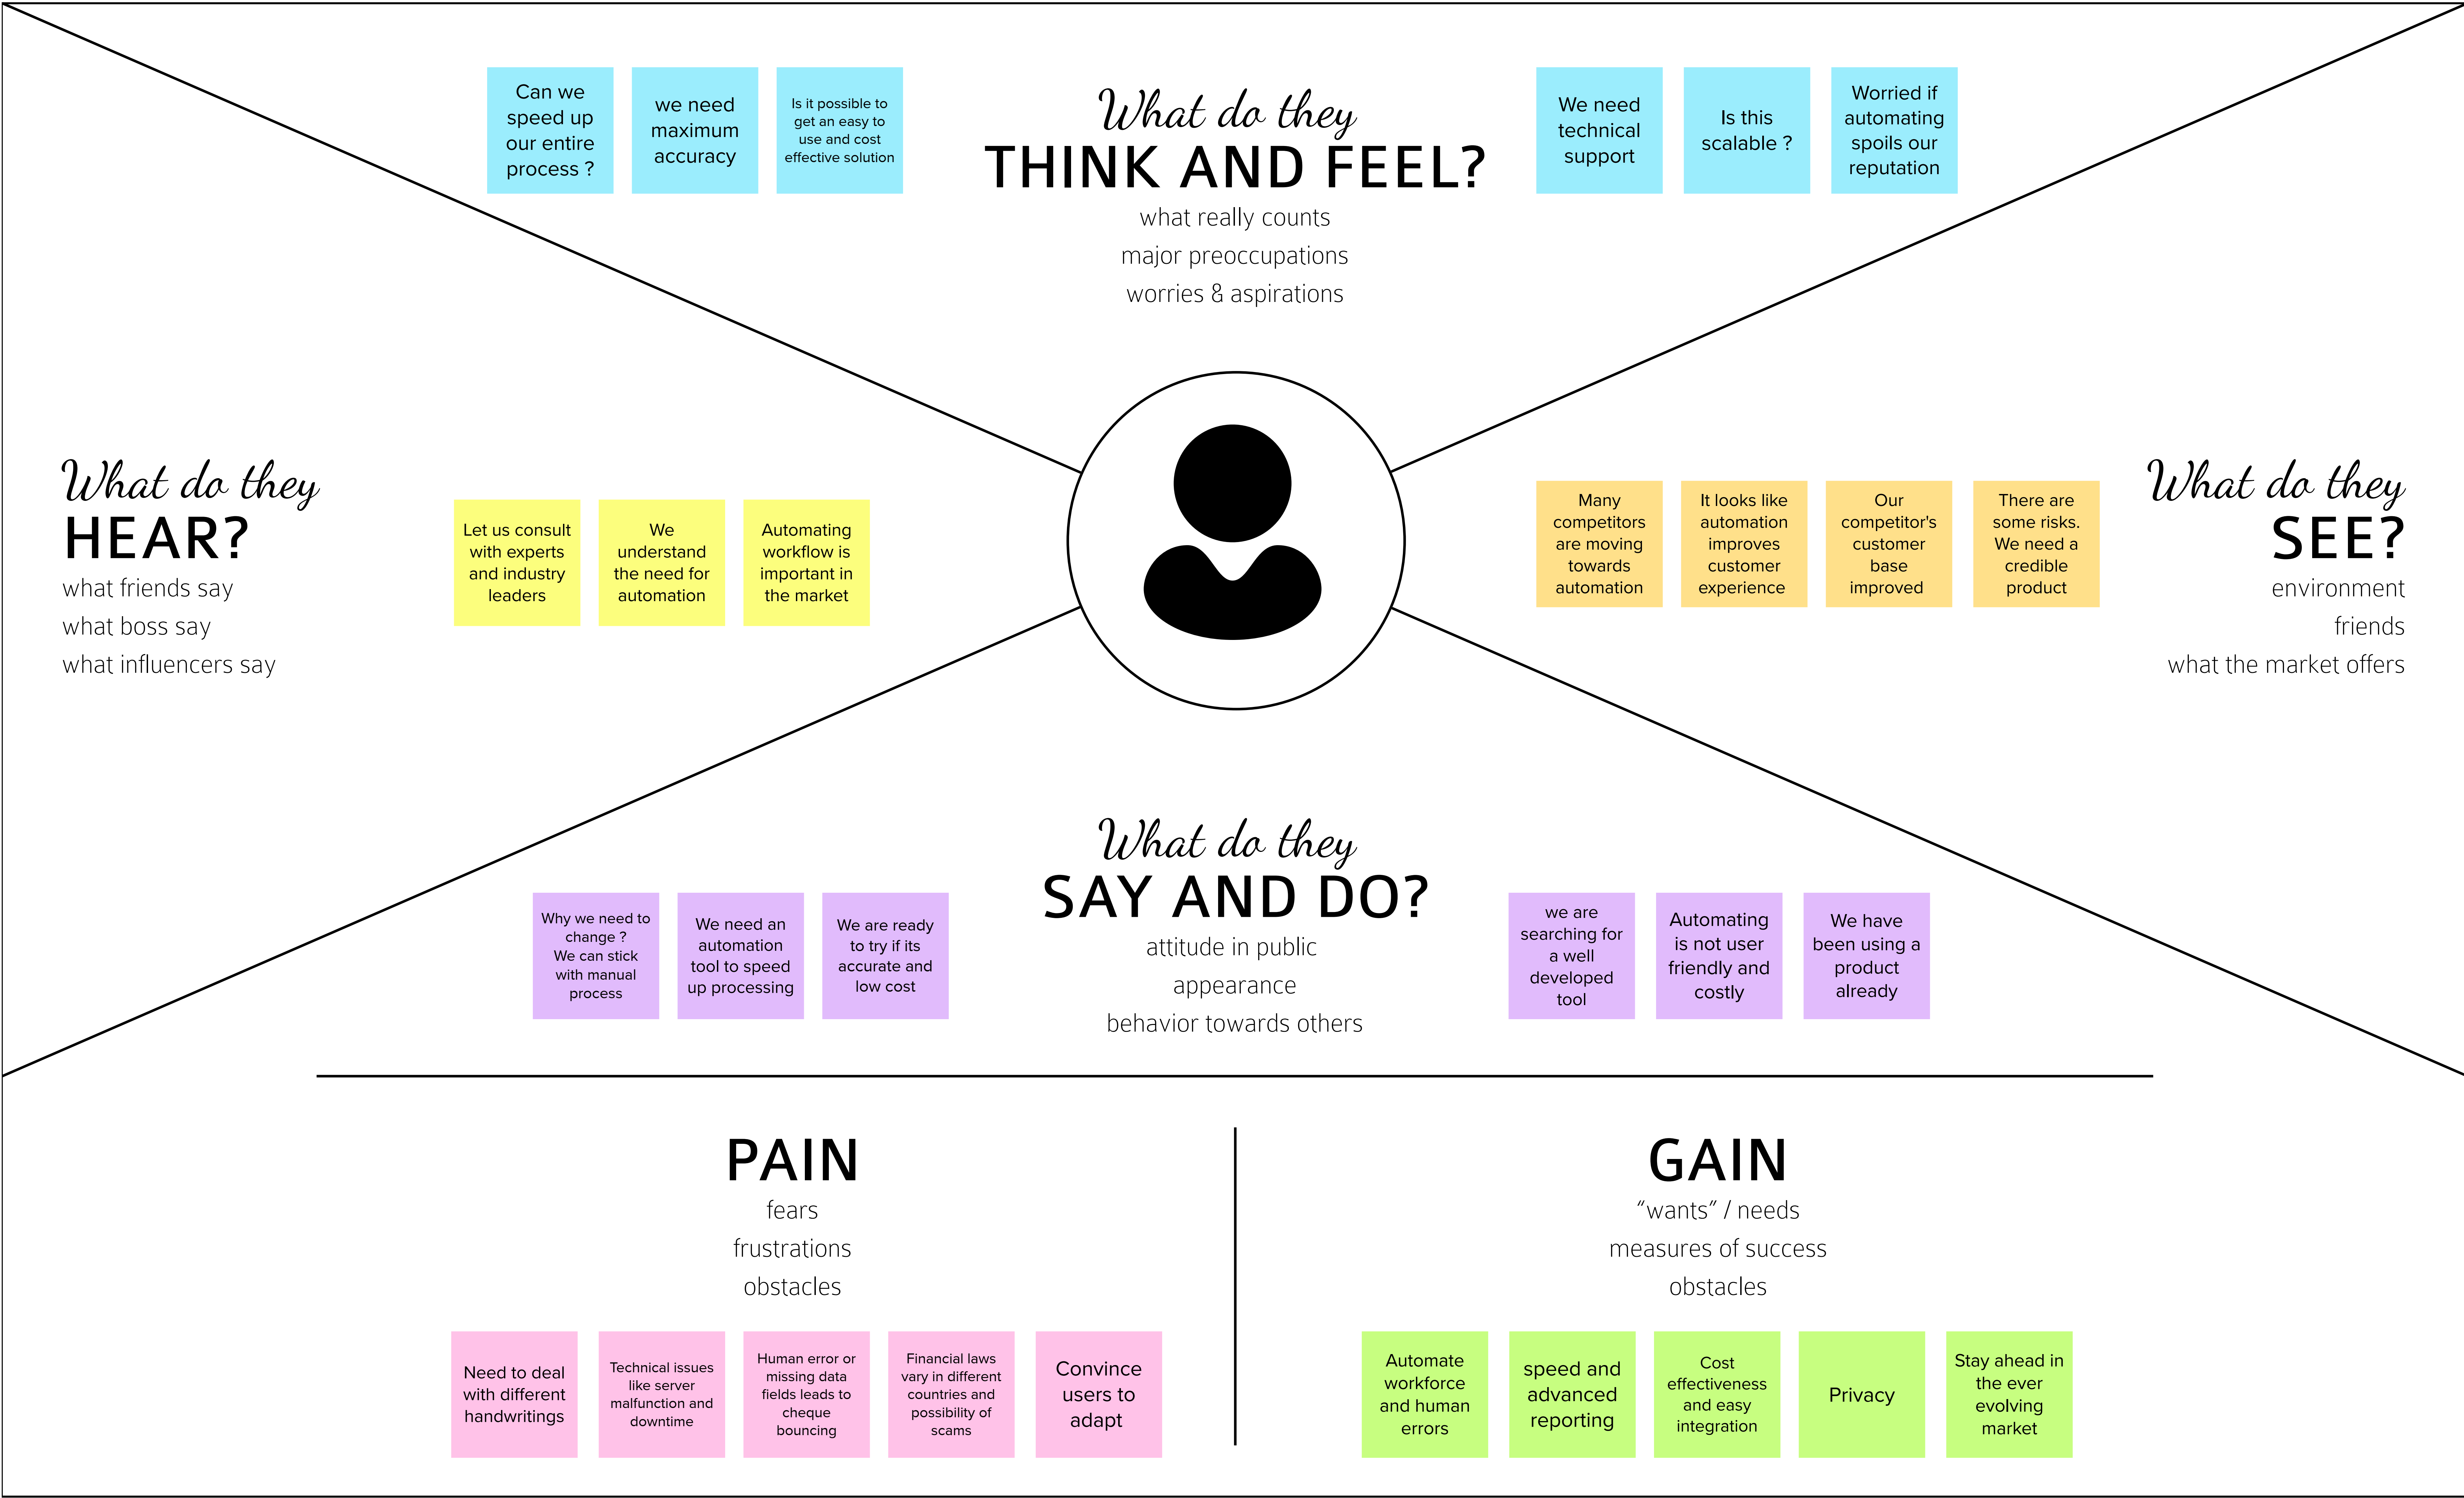 Can we
speed up
our entire
process ?
we need
maximum
accuracy
Is it possible to
get an easy to
use and cost
effective solution
What do they
THINK AND FEEL?
what really counts
major preoccupations
worries & aspirations
We need
technical
support
Is this
scalable ?
Worried if
automating
spoils our
reputation
What do they
HEAR?
what friends say
what boss say
what influencers say
Let us consult
with experts
and industry
leaders
We
understand
the need for
automation
Automating
workflow is
important in
the market
Many
competitors
are moving
towards
automation
It looks like
automation
improves
customer
experience
Our
competitor's
customer
base
improved
There are
some risks.
We need a
credible
product
What do they
SEE?
environment
friends
what the market offers
Why we need to
change ?
We can stick
with manual
process
We need an
automation
tool to speed
up processing
We are ready
to try if its
accurate and
low cost
What do they
SAY AND DO?
attitude in public
appearance
behavior towards others
we are
searching for
a well
developed
tool
Automating
is not user
friendly and
costly
We have
been using a
product
already
PAIN
fears
frustrations
obstacles
Need to deal
with different
handwritings
Technical issues
like server
malfunction and
downtime
Human error or
missing data
fields leads to
cheque
bouncing
Financial laws
vary in different
countries and
possibility of
scams
Convince
users to
adapt
GAIN
“wants” / needs
measures of success
obstacles
Automate
workforce
and human
errors
speed and
advanced
reporting
Cost
effectiveness
and easy
integration
Privacy
Stay ahead in
the ever
evolving
market